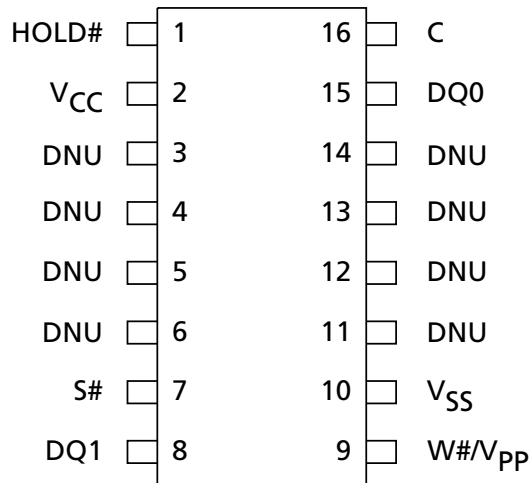 HOLD# 1 16 C
VCC 2 15 DQ0
DNU 3 14 DNU
DNU 4 13 DNU
DNU 5 12 DNU
DNU 6 11 DNU
S# 7 10 VSS
DQ1 8 9 W#/VPP